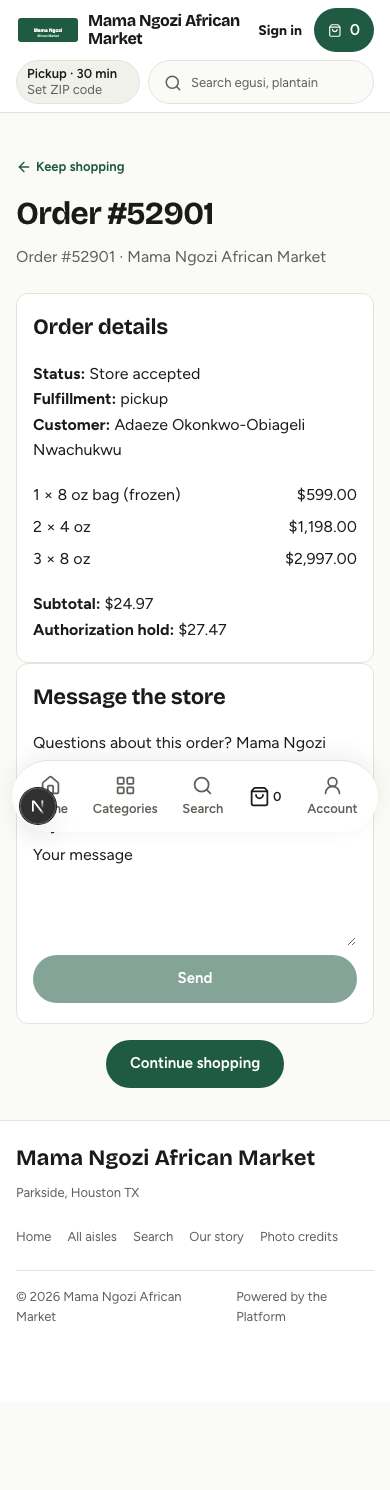 Mama Ngozi
African Market
Mama Ngozi African
Market
Sign in
0
Pickup · 30 min
Set ZIP code
Search egusi, plantain
Keep shopping
Order #52901
Order #52901 · Mama Ngozi African Market
Order details
Status: Store accepted
Fulfillment: pickup
Customer: Adaeze Okonkwo-Obiageli
Nwachukwu
1 × 8 oz bag (frozen) $599.00
2 × 4 oz $1,198.00
3 × 8 oz $2,997.00
Subtotal: $24.97
Authorization hold: $27.47
Message the store
Questions about this order? Mama Ngozi
N
Categories
Search
0
Account
Your message
Send
Continue shopping
Mama Ngozi African Market
Parkside, Houston TX
Home All aisles Search Our story Photo credits
© 2026 Mama Ngozi African
Market
Powered by the
Platform